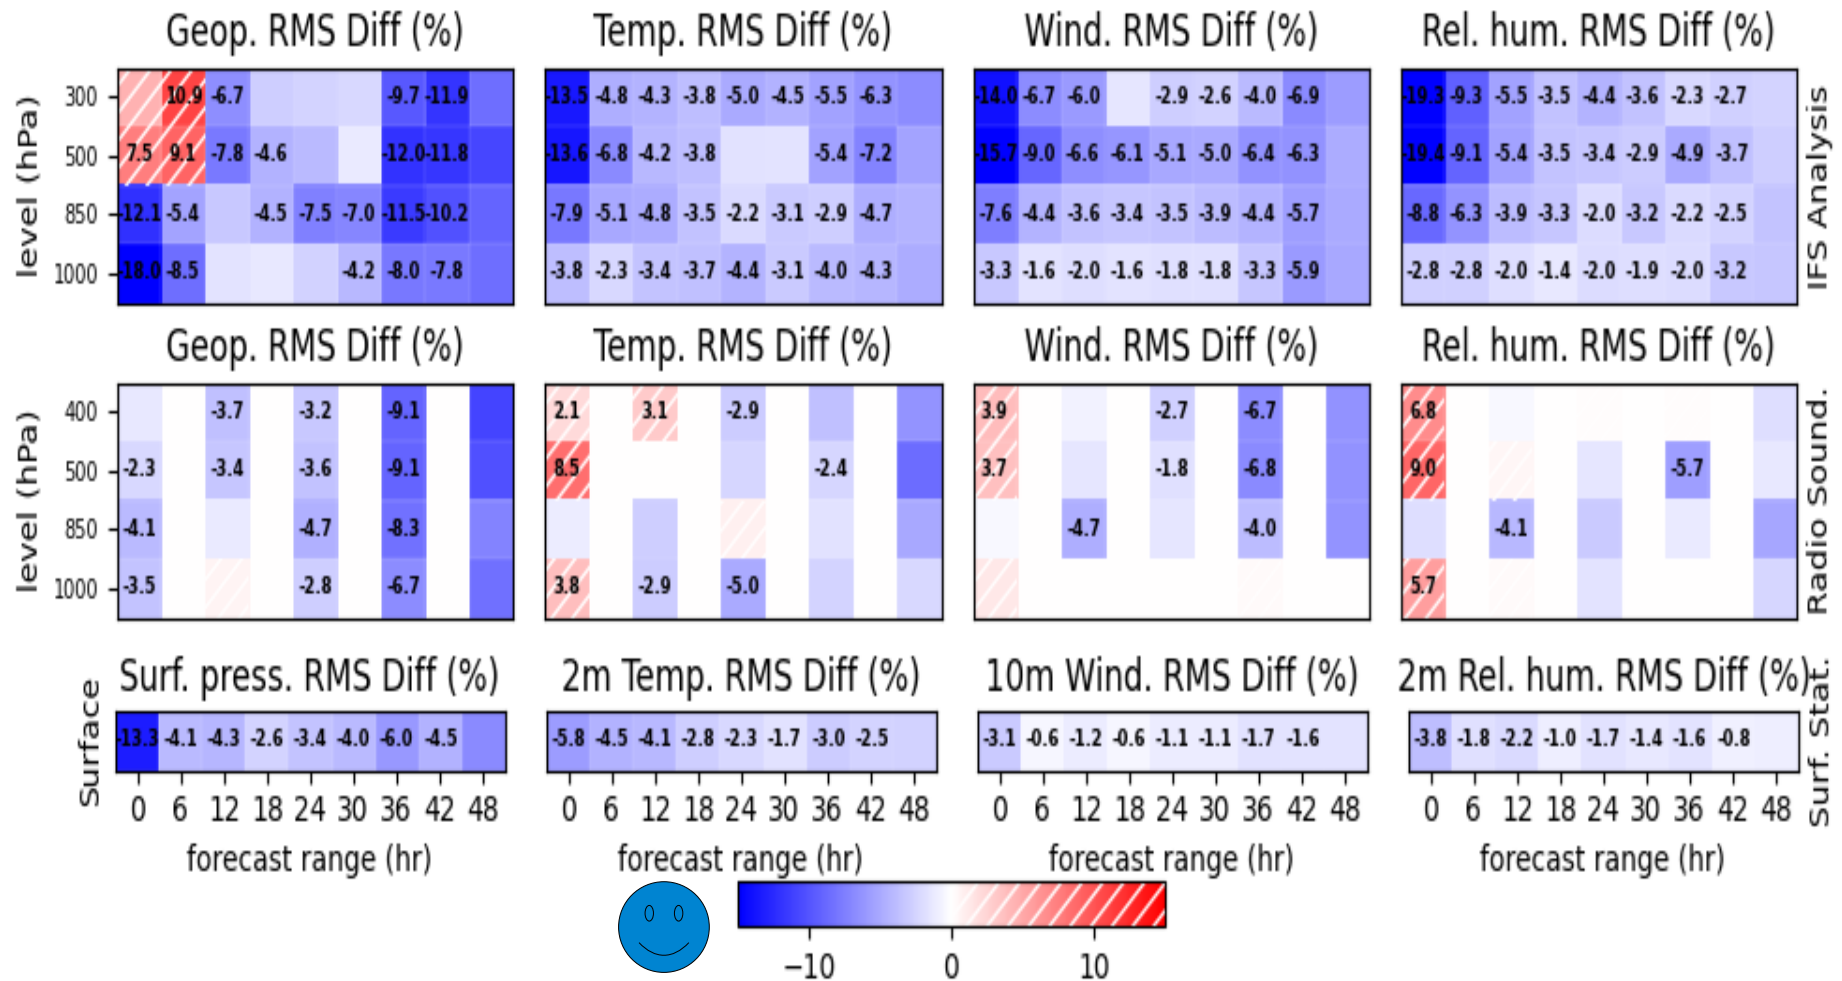 Geop. RMS Diff (%) Temp. RMS Diff (%) Wind. RMS Diff (%) Rel. hum. RMS Diff (%)
level (hPa)
300 10.9 -6.7 -9.7 -11.9 -13.5 -4.8 -4.3 -3.8 -5.0 -4.5 -5.5 -6.3 -14.0 -6.7 -6.0 -2.9 -2.6 -4.0 -6.9 -19.3 -9.3 -5.5 -3.5 -4.4 -3.6 -2.3 -2.7
500 7.5 9.1 -7.8 -4.6 -12.0 -11.8 -13.6 -6.8 -4.2 -3.8 -5.4 -7.2 -15.7 -9.0 -6.6 -6.1 -5.1 -5.0 -6.4 -6.3 -19.4 -9.1 -5.4 -3.5 -3.4 -2.9 -4.9 -3.7
850 -12.1 -5.4 -4.5 -7.5 -7.0 -11.5 -10.2 -7.9 -5.1 -4.8 -3.5 -2.2 -3.1 -2.9 -4.7 -7.6 -4.4 -3.6 -3.4 -3.5 -3.9 -4.4 -5.7 -8.8 -6.3 -3.9 -3.3 -2.0 -3.2 -2.2 -2.5
1000 -18.0 -8.5 -4.2 -8.0 -7.8 -3.8 -2.3 -3.4 -3.7 -4.4 -3.1 -4.0 -4.3 -3.3 -1.6 -2.0 -1.6 -1.8 -1.8 -3.3 -5.9 -2.8 -2.8 -2.0 -1.4 -2.0 -1.9 -2.0 -3.2
IFS Analysis
Geop. RMS Diff (%) Temp. RMS Diff (%) Wind. RMS Diff (%) Rel. hum. RMS Diff (%)
level (hPa)
400 -3.7 -3.2 -9.1 2.1 3.1 -2.9 3.9 -2.7 -6.7 6.8
500 -2.3 -3.4 -3.6 -9.1 8.5 -2.4 3.7 -1.8 -6.8 9.0 -5.7
850 -4.1 -4.7 -8.3 -4.7 -4.0 -4.1
1000 -3.5 -2.8 -6.7 3.8 -2.9 -5.0 5.7
Radio Sound.
Surf. press. RMS Diff (%) 2m Temp. RMS Diff (%) 10m Wind. RMS Diff (%) 2m Rel. hum. RMS Diff (%)
Surface
-13.3 -4.1 -4.3 -2.6 -3.4 -4.0 -6.0 -4.5 -5.8 -4.5 -4.1 -2.8 -2.3 -1.7 -3.0 -2.5 -3.1 -0.6 -1.2 -0.6 -1.1 -1.1 -1.7 -1.6 -3.8 -1.8 -2.2 -1.0 -1.7 -1.4 -1.6 -0.8
Surf. Stat.
0 6 12 18 24 30 36 42 48 0 6 12 18 24 30 36 42 48 0 6 12 18 24 30 36 42 48 0 6 12 18 24 30 36 42 48
forecast range (hr) forecast range (hr) forecast range (hr) forecast range (hr)
−10 0 10